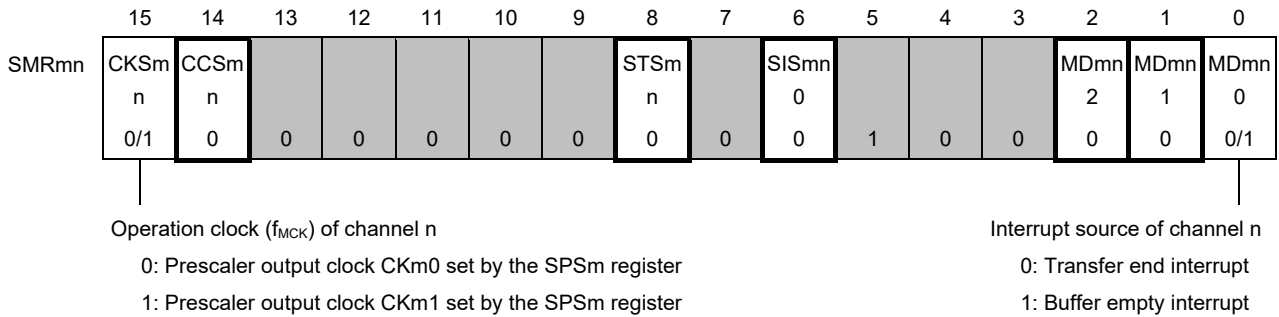 15 14 13 12 11 10 9 8 7 6 5 4 3 2 1 0
SMRmn CKSm CCSm STSm SISmn MDmn MDmn MDmn
n n n 0 2 1 0
0/1 0 0 0 0 0 0 0 0 0 1 0 0 0 0 0/1
Operation clock (fMCK) of channel n Interrupt source of channel n
0: Prescaler output clock CKm0 set by the SPSm register 0: Transfer end interrupt
1: Prescaler output clock CKm1 set by the SPSm register 1: Buffer empty interrupt